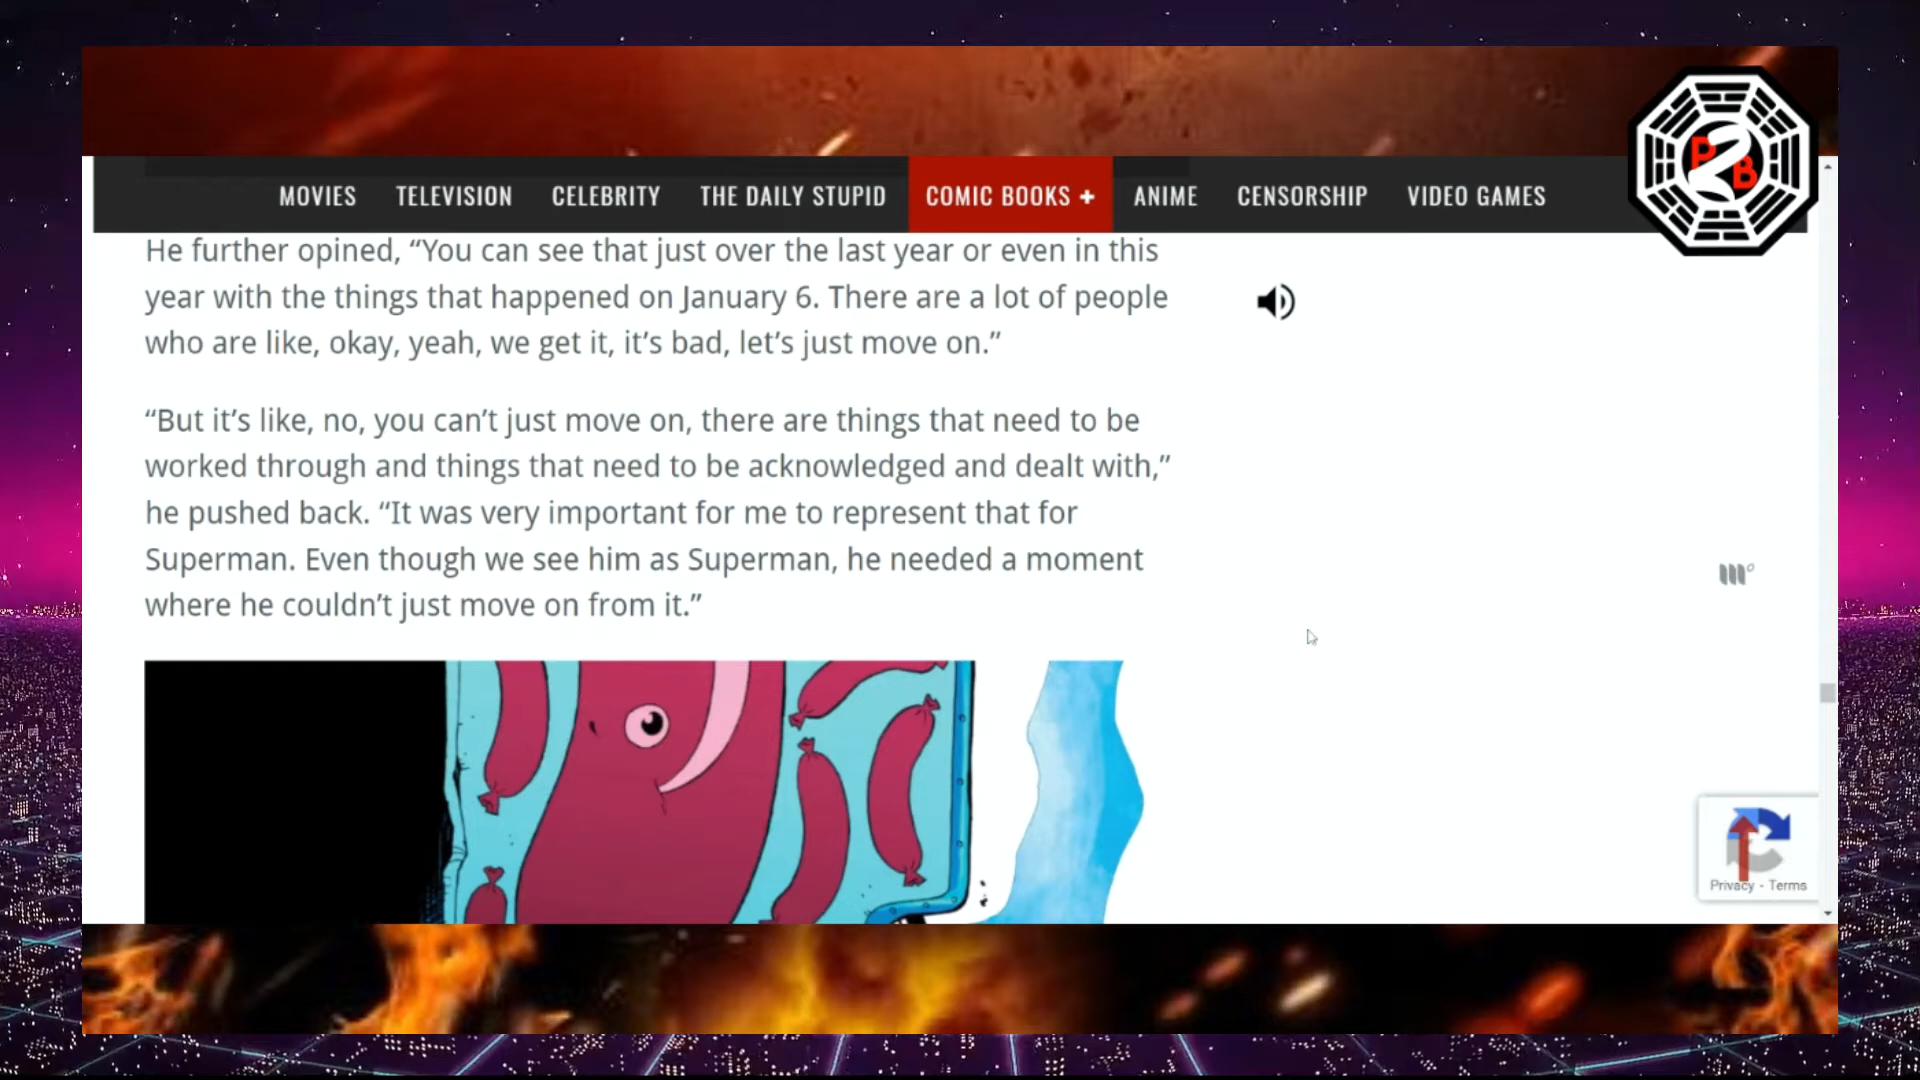 MOVIES TELEVISION CELEBRITY THE DAILY STUPID COMIC BOOKS + ANIME CENSORSHIP VIDEO GAMES
He further opined, “You can see that just over the last year or even in this
year with the things that happened on January 6. There are a lot of people
who are like, okay, yeah, we get it, it’s bad, let’s just move on.”
“But it’s like, no, you can’t just move on, there are things that need to be
worked through and things that need to be acknowledged and dealt with,”
he pushed back. “It was very important for me to represent that for
Superman. Even though we see him as Superman, he needed a moment
where he couldn’t just move on from it.”
Privacy - Terms